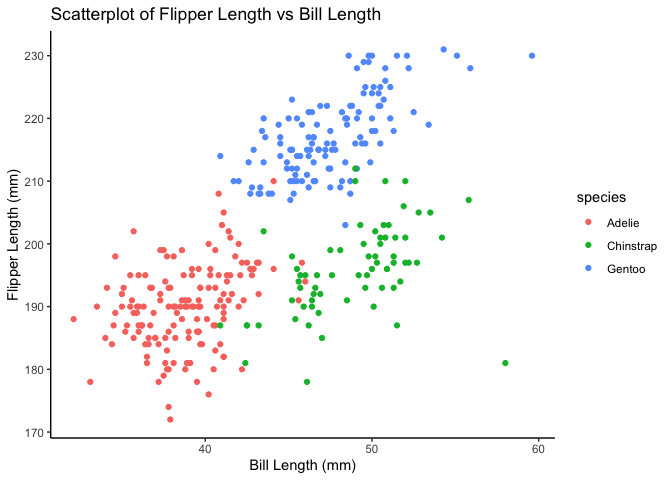 Scatterplot of Flipper Length vs Bill Length
230
220
210
200
190
180
170
Flipper Length (mm)
40
50
60
Bill Length (mm)
species
Adelie
Chinstrap
Gentoo